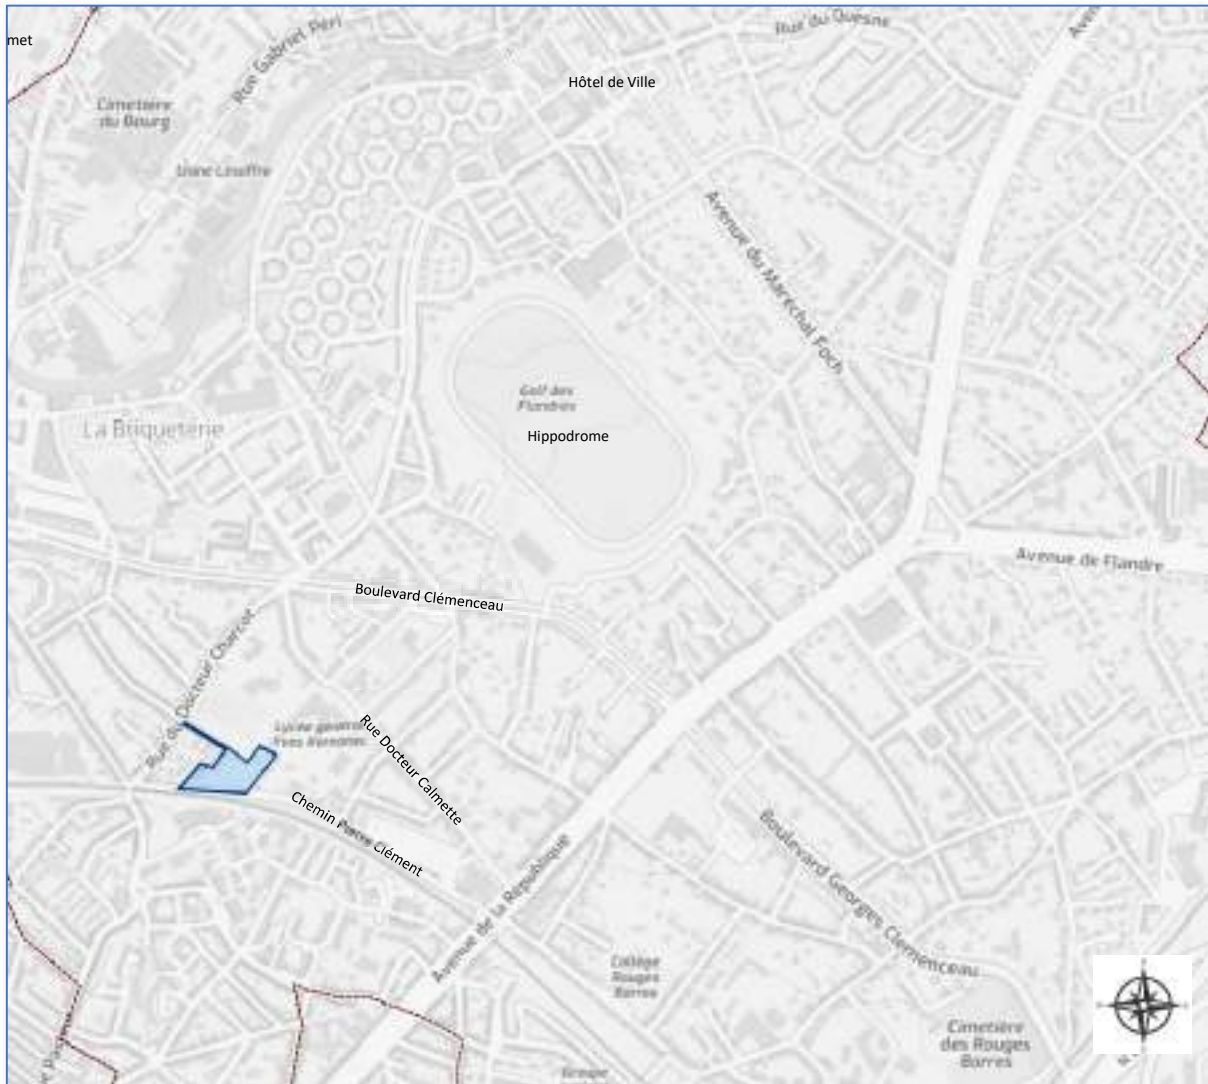 met
Rue Gabriel Péri
Rue du Quesne
Aven
Hôtel de Ville
Cimetière
du Bourg
Usine Lesaffre
Avenue du Maréchal Foch
Golf des
Flandres
Hippodrome
La Briqueterie
Avenue de Flandre
Boulevard Clémenceau
Rue du Docteur Charcot
Rue Docteur Calmette
Chemin Pierre Clément
Boulevard Georges Clemenceau
Avenue de la République
Collège
Rouges
Barres
Cimetière
des Rouges
Barres
Groupe